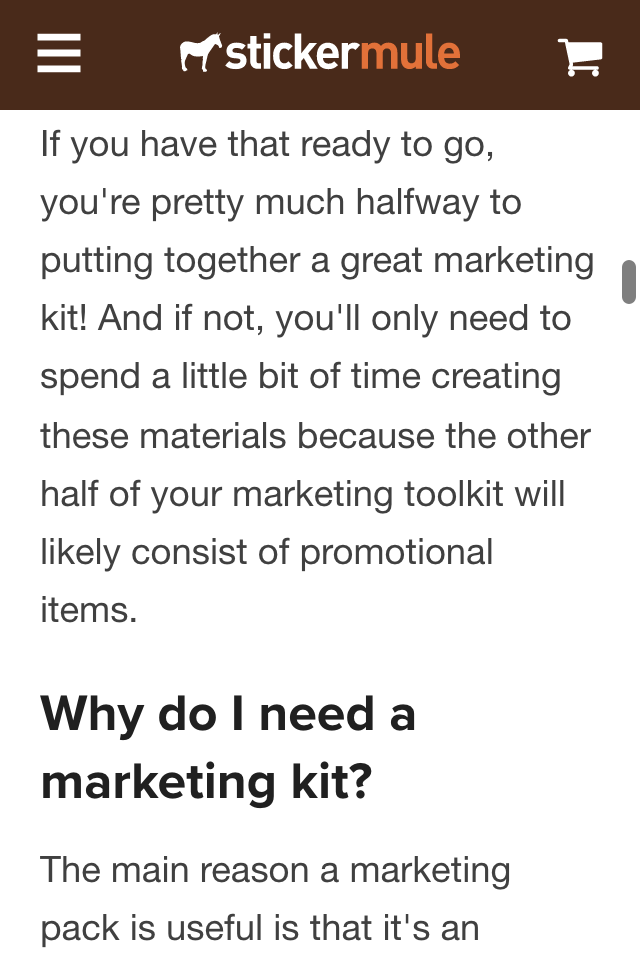 stickermule
If you have that ready to go,
you're pretty much halfway to
putting together a great marketing
kit! And if not, you'll only need to
spend a little bit of time creating
these materials because the other
half of your marketing toolkit will
likely consist of promotional
items.
Why do I need a
marketing kit?
The main reason a marketing
pack is useful is that it's an